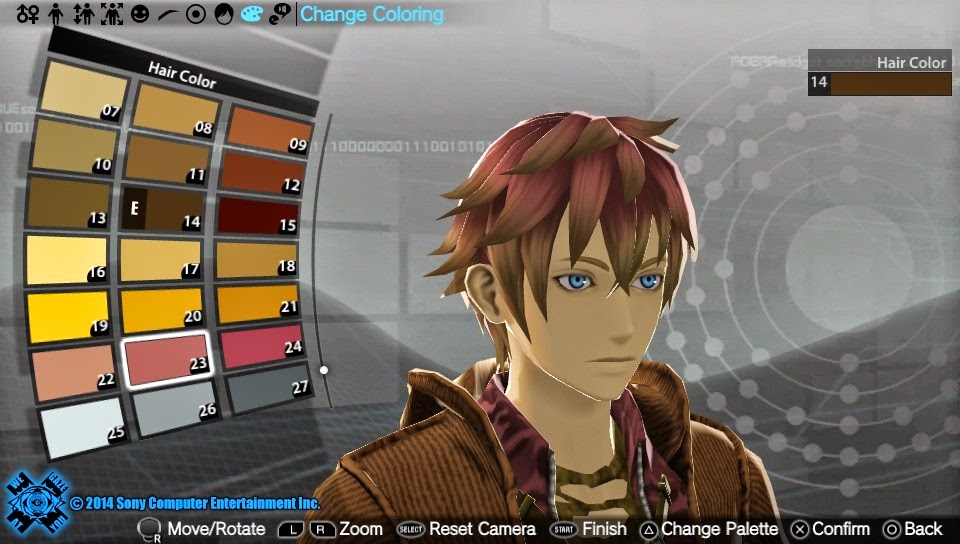 Change Coloring
Hair Color
07 08 09
10 11 12
13 E 14 15
16 17 18
19 20 21
22 23 24
25 26 27
Hair Color
14
1100000001110010101
© 2014 Sony Computer Entertainment Inc.
R Move/Rotate L R Zoom SELECT Reset Camera START Finish Change Palette Confirm Back